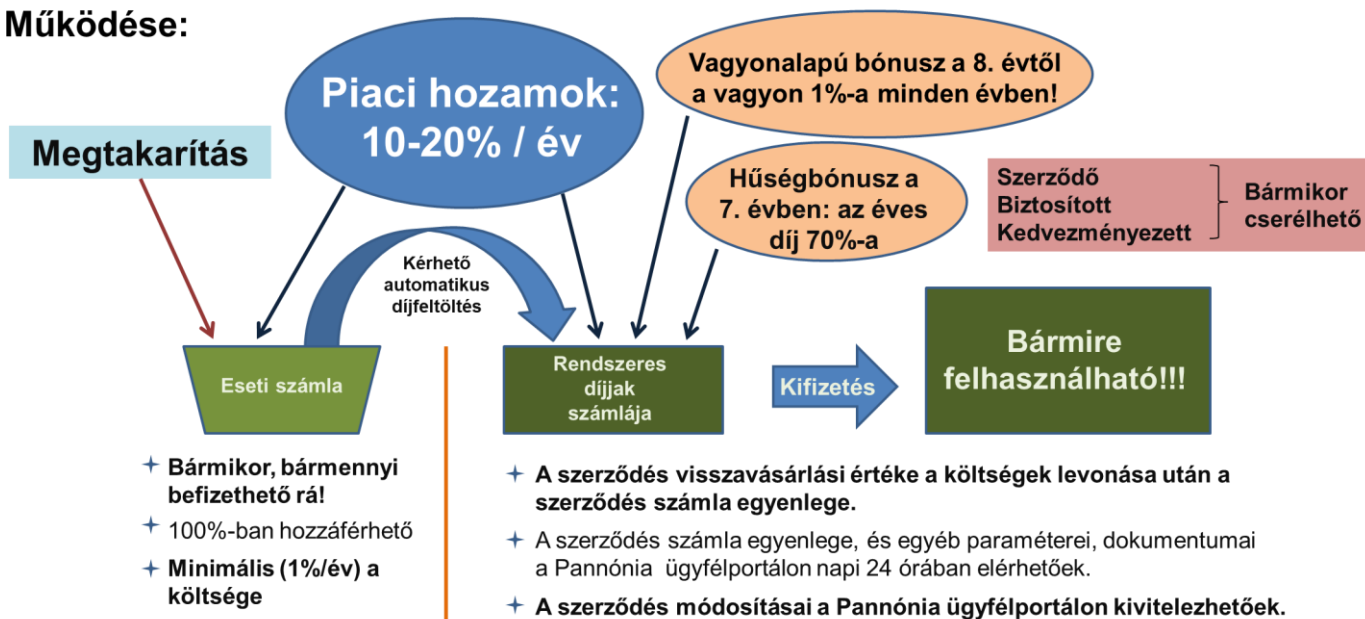 Működése:
Piaci hozamok:
10-20% / év
Vagyonalapú bónusz a 8. évtől
a vagyon 1%-a minden évben!
Megtakarítás
Hűségbónusz a
7. évben: az éves
díj 70%-a
Szerződő
Biztosított
Kedvezményezett
Bármikor
cserélhető
Kérhető
automatikus
díjfeltöltés
Eseti számla
Rendszeres
díjjak
számlája
Kifizetés
Bármire
felhasználható!!!
Bármikor, bármennyi
befizethető rá!
100%-ban hozzáférhető
Minimális (1%/év) a
költsége
A szerződés visszavásárlási értéke a költségek levonása után a
szerződés számla egyenlege.
A szerződés számla egyenlege, és egyéb paraméterei, dokumentumai
a Pannónia ügyfélportálon napi 24 órában elérhetőek.
A szerződés módosításai a Pannónia ügyfélportálon kivitelezhetőek.